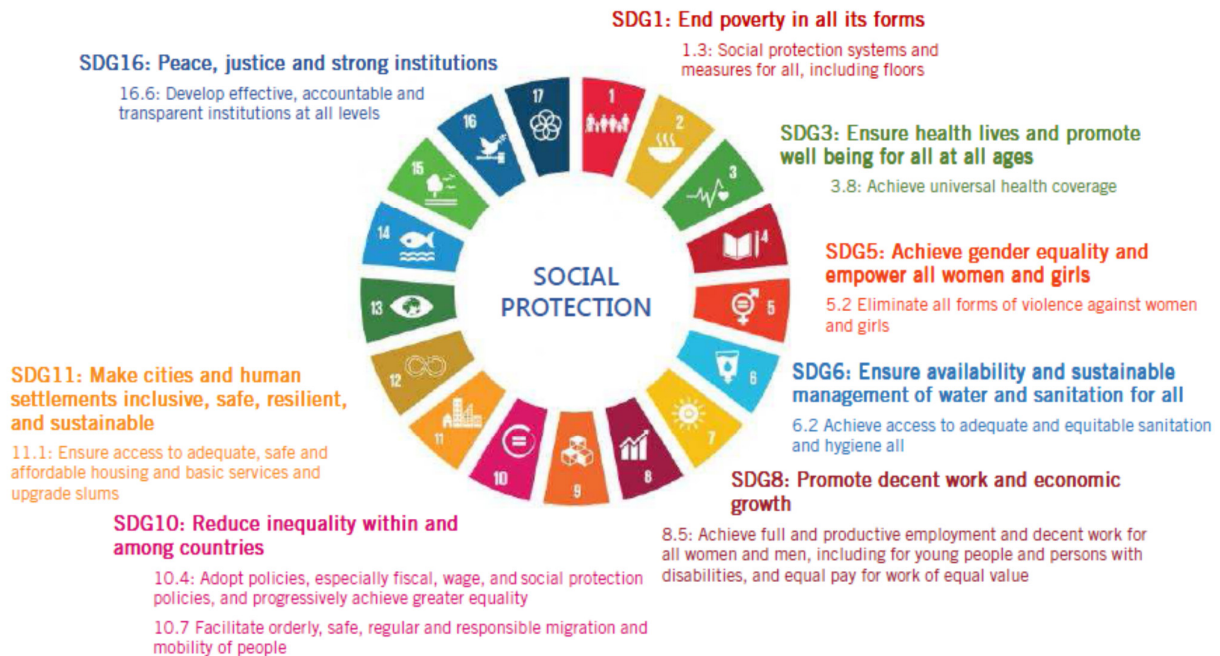 SDG1: End poverty in all its forms
1.3: Social protection systems and
measures for all, including floors
SDG16: Peace, justice and strong institutions
16.6: Develop effective, accountable and
transparent institutions at all levels
SDG3: Ensure health lives and promote
well being for all at all ages
3.8: Achieve universal health coverage
SDG5: Achieve gender equality and
empower all women and girls
5.2 Eliminate all forms of violence against women
and girls
SDG6: Ensure availability and sustainable
management of water and sanitation for all
6.2 Achieve access to adequate and equitable sanitation
and hygiene all
SDG8: Promote decent work and economic
growth
8.5: Achieve full and productive employment and decent work for
all women and men, including for young people and persons with
disabilities, and equal pay for work of equal value
SDG10: Reduce inequality within and
among countries
10.4: Adopt policies, especially fiscal, wage, and social protection
policies, and progressively achieve greater equality
10.7 Facilitate orderly, safe, regular and responsible migration and
mobility of people
SDG11: Make cities and human
settlements inclusive, safe, resilient,
and sustainable
11.1: Ensure access to adequate, safe and
affordable housing and basic services and
upgrade slums
SOCIAL
PROTECTION
1
2
3
4
5
6
7
8
9
10
11
12
13
14
15
16
17